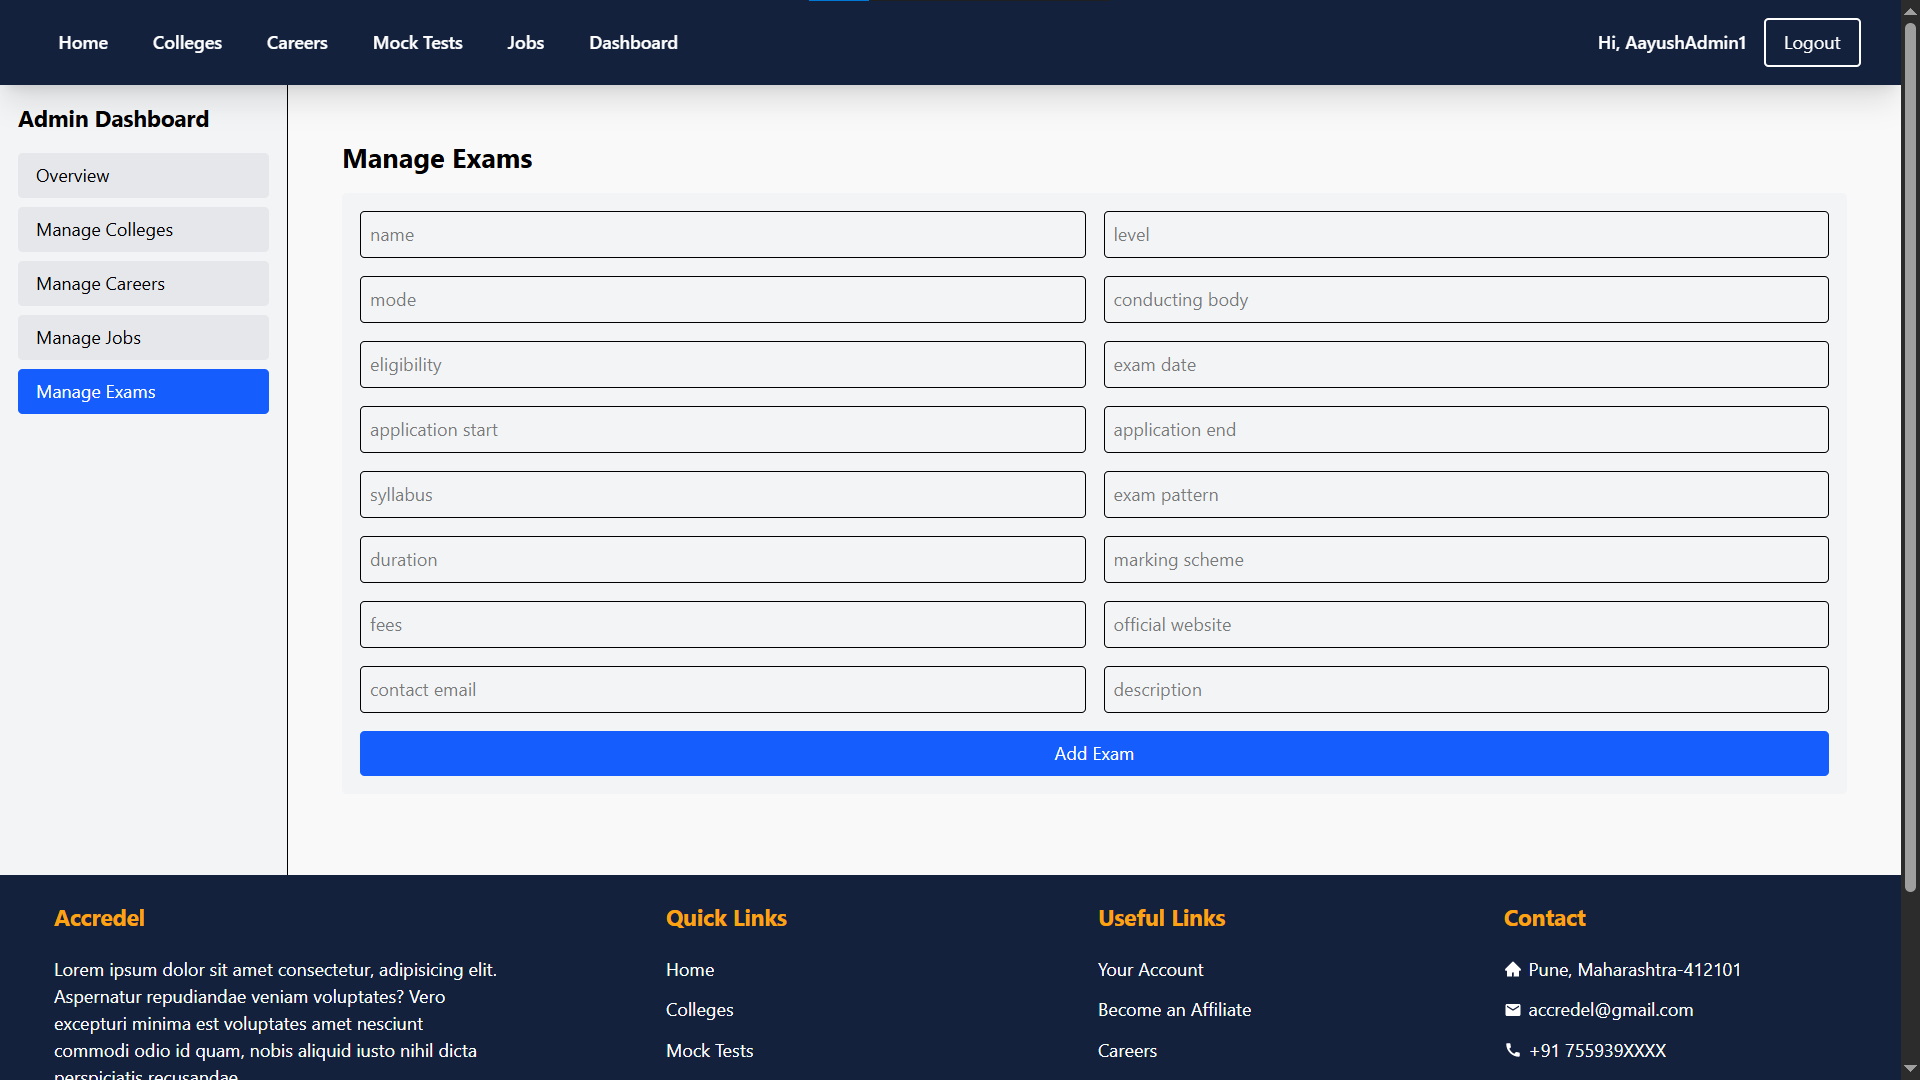 Home Colleges Careers Mock Tests Jobs Dashboard Hi, AayushAdmin1 Logout
Admin Dashboard
Overview
Manage Colleges
Manage Careers
Manage Jobs
Manage Exams
Manage Exams
name level
mode conducting body
eligibility exam date
application start application end
syllabus exam pattern
duration marking scheme
fees official website
contact email description
Add Exam
Accredel
Lorem ipsum dolor sit amet consectetur, adipisicing elit.
Aspernatur repudiandae veniam voluptates? Vero
excepturi minima est voluptates amet nesciunt
commodi odio id quam, nobis aliquid iusto nihil dicta
perspiciatis recusandae
Quick Links
Home
Colleges
Mock Tests
Useful Links
Your Account
Become an Affiliate
Careers
Contact
Pune, Maharashtra-412101
accredel@gmail.com
+91 755939XXXX